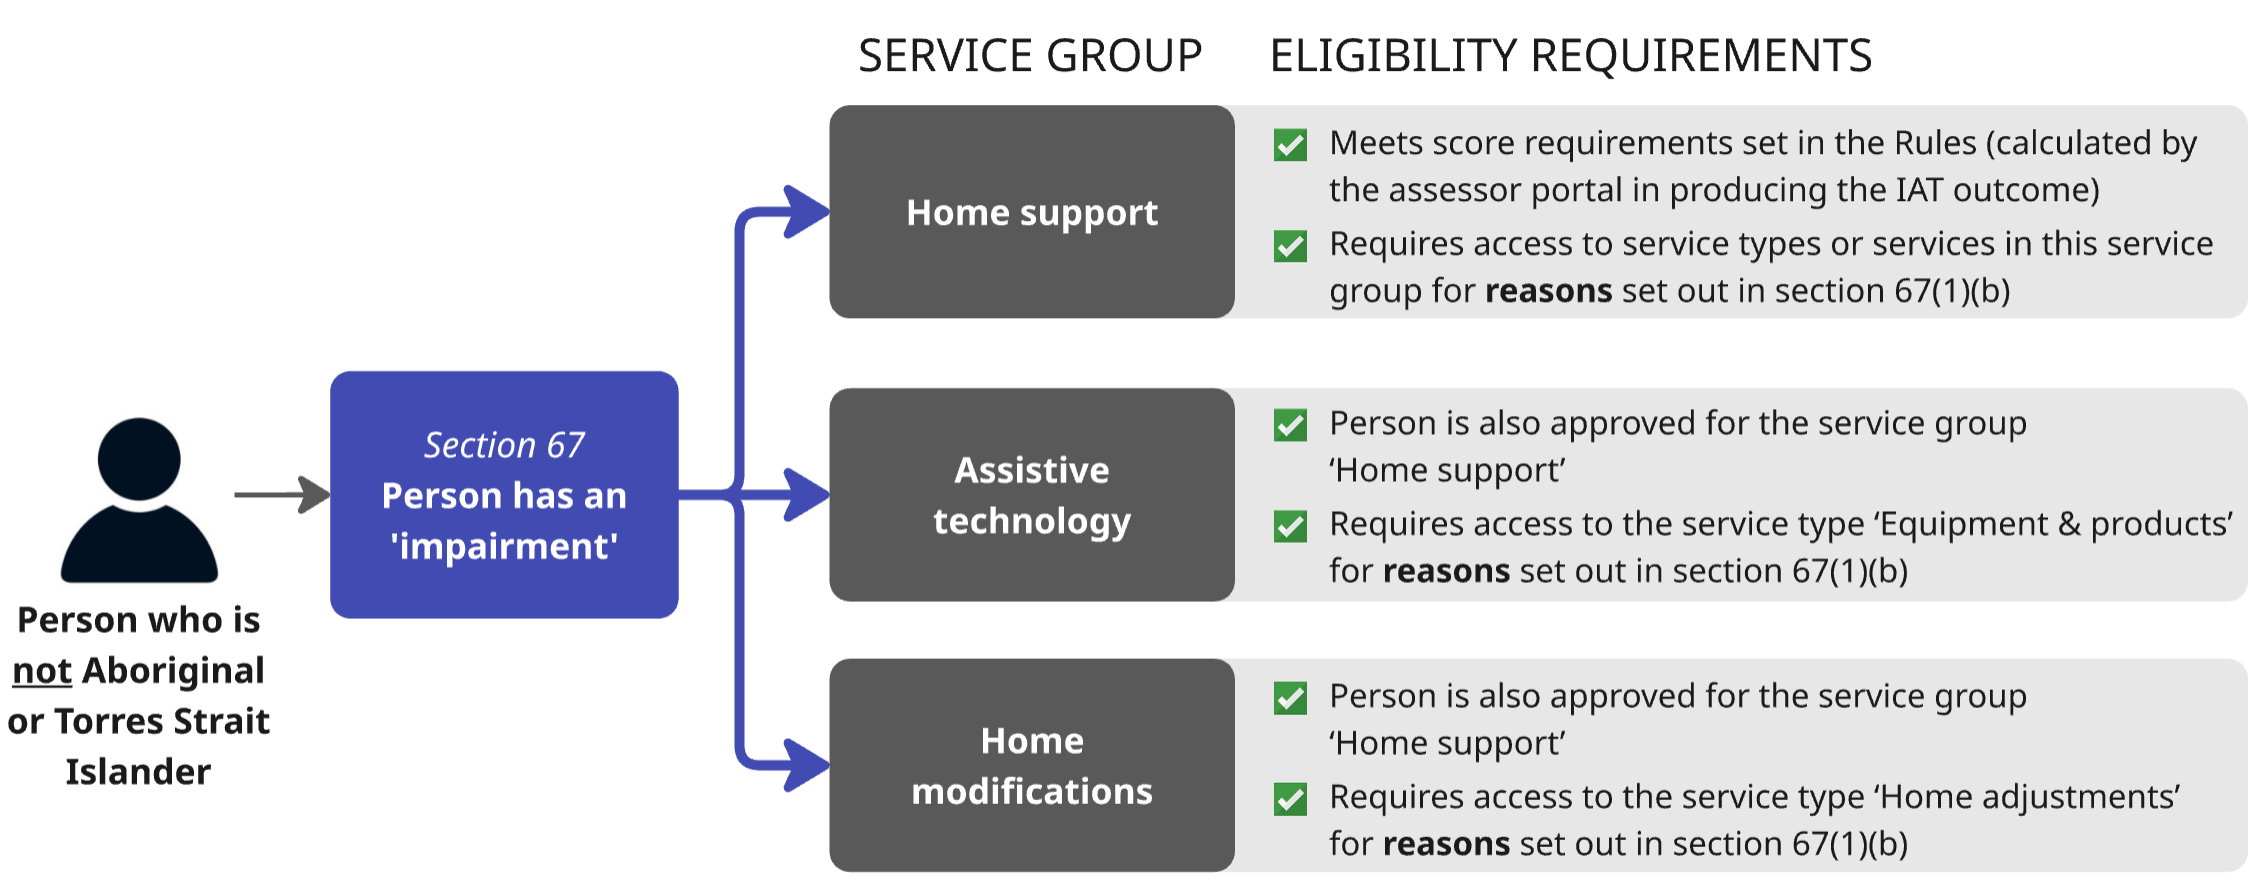 SERVICE GROUP
ELIGIBILITY REQUIREMENTS
Person who is
not Aboriginal
or Torres Strait
Islander
Section 67
Person has an
'impairment'
Home support
Meets score requirements set in the Rules (calculated by
the assessor portal in producing the IAT outcome)
Requires access to service types or services in this service
group for reasons set out in section 67(1)(b)
Assistive
technology
Person is also approved for the service group
‘Home support’
Requires access to the service type ‘Equipment & products’
for reasons set out in section 67(1)(b)
Home
modifications
Person is also approved for the service group
‘Home support’
Requires access to the service type ‘Home adjustments’
for reasons set out in section 67(1)(b)